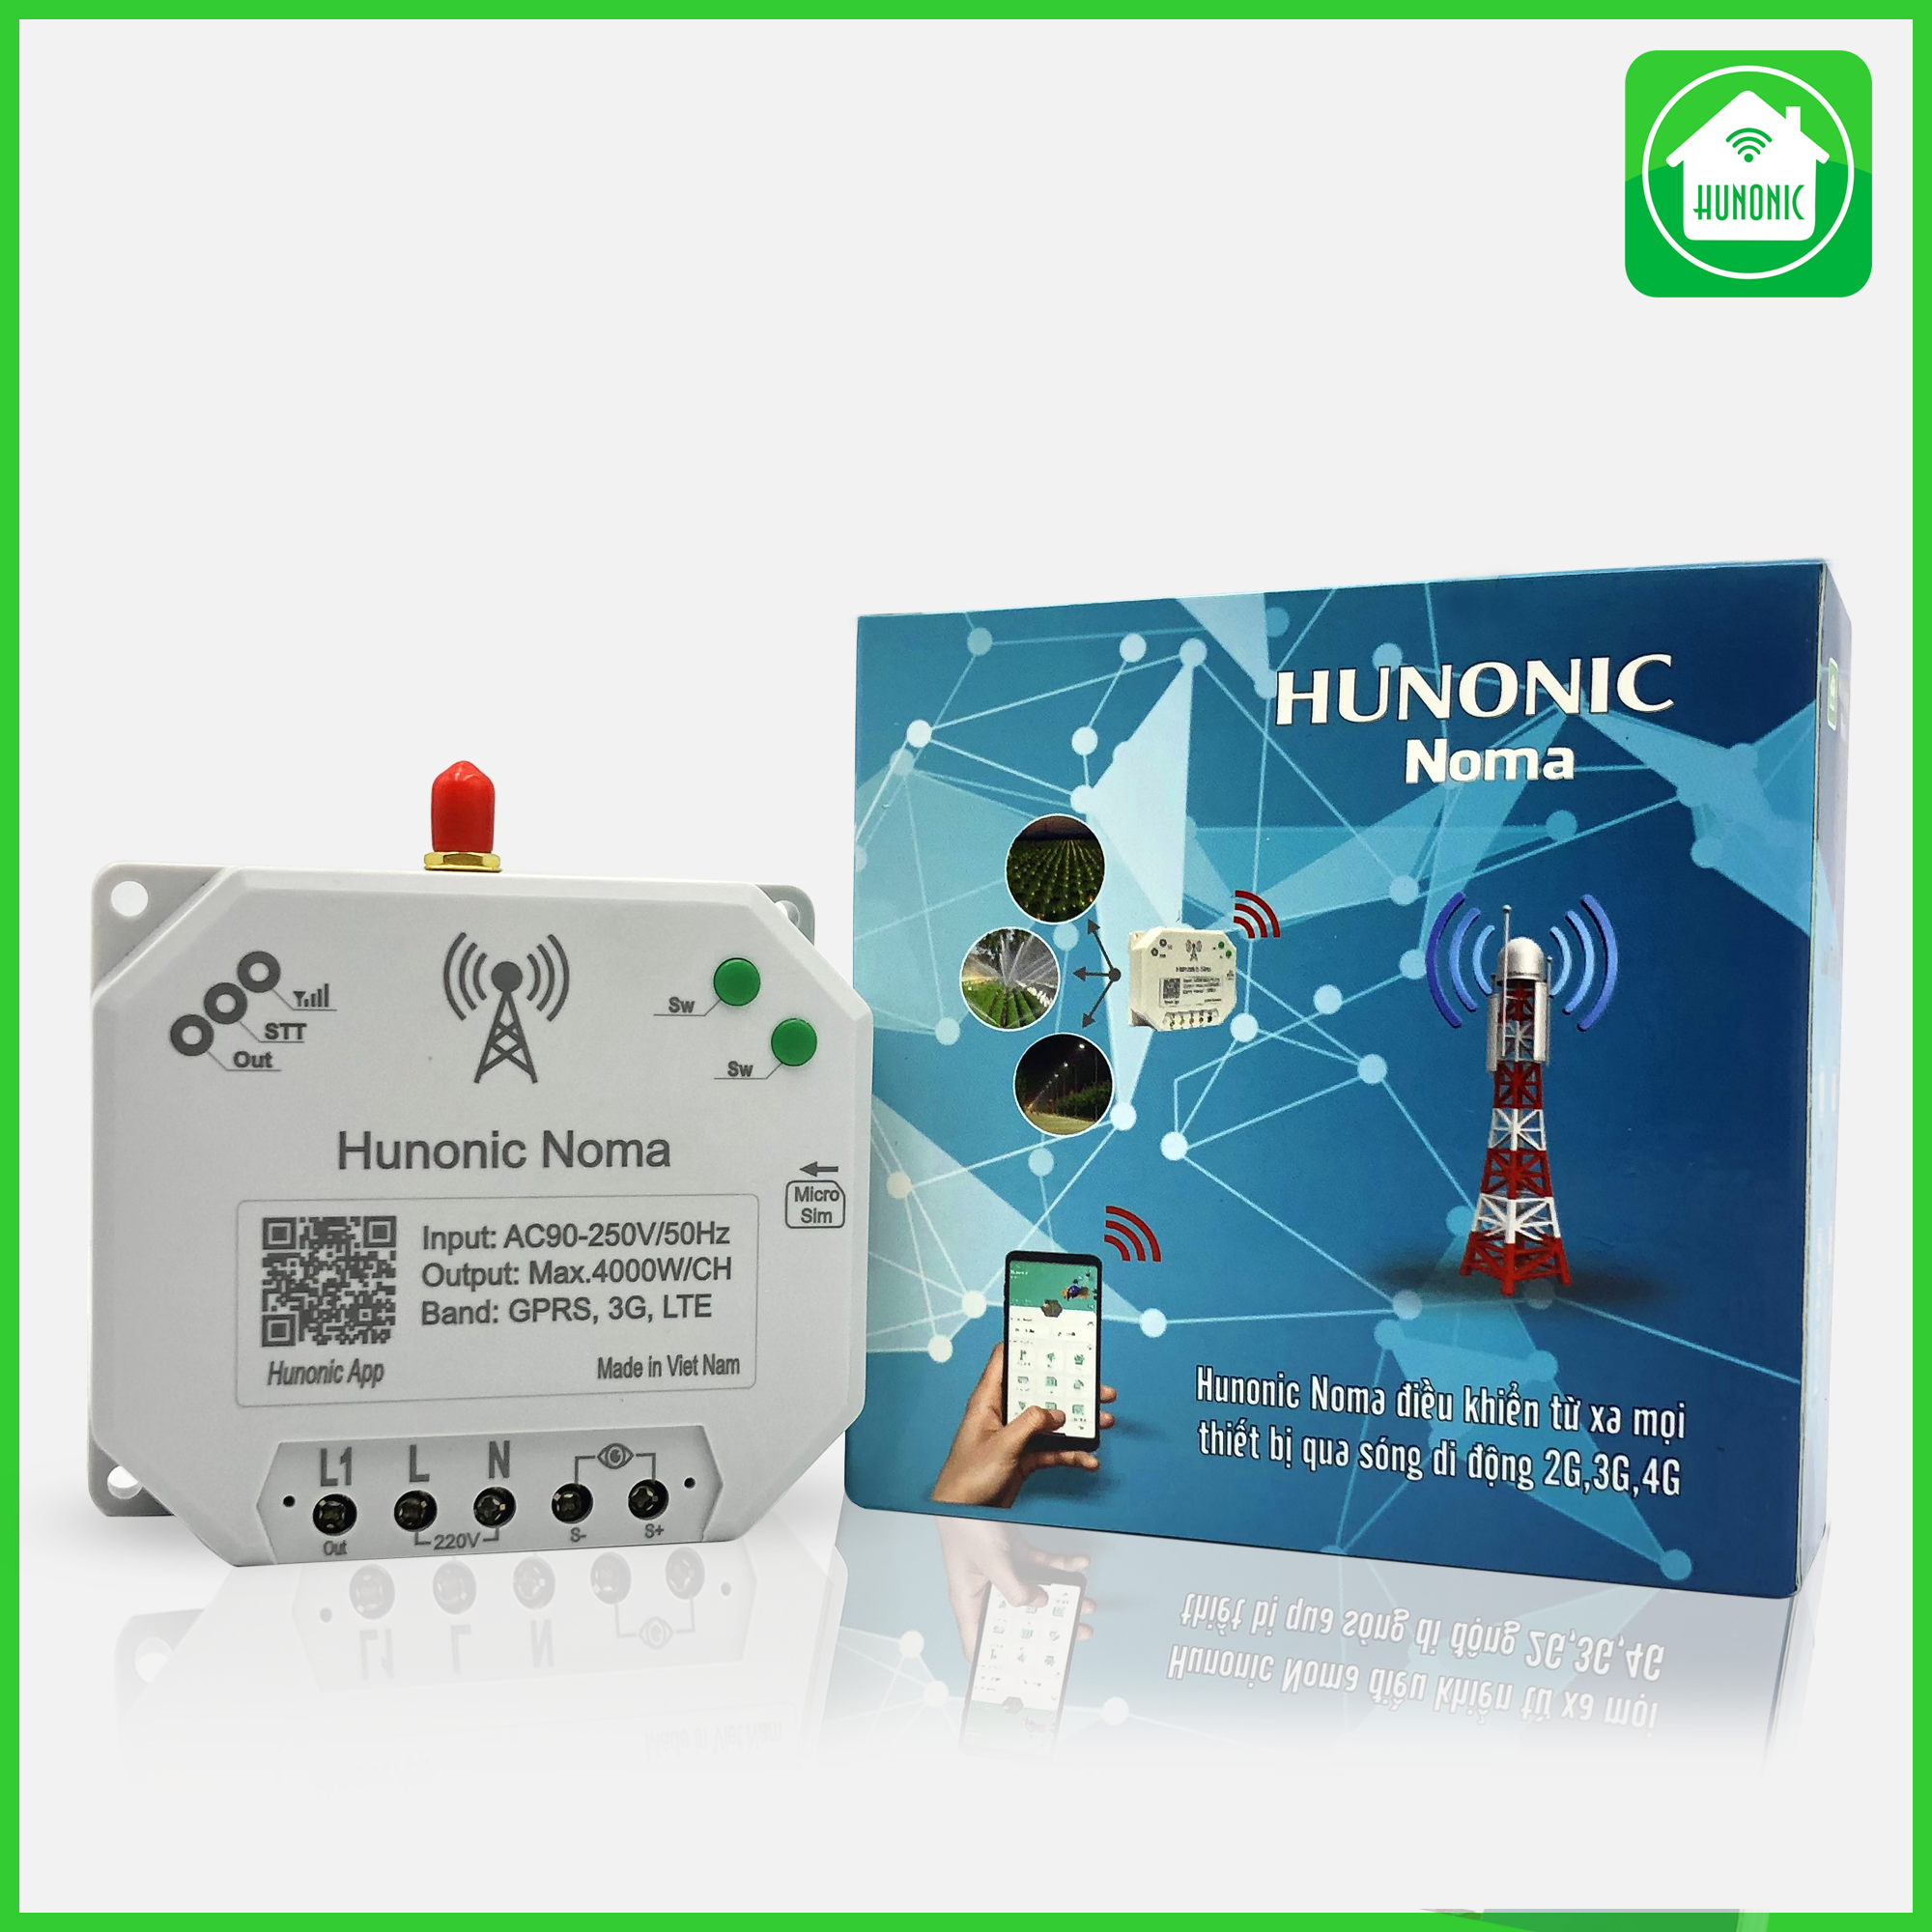 HUNONIC
HUNONIC
Noma
Hunonic Noma điều khiển từ xa mọi
thiết bị qua sóng di động 2G,3G,4G
STT
Out
Sw
Sw
Hunonic Noma
Micro
Sim
Input: AC90-250V/50Hz
Output: Max.4000W/CH
Band: GPRS, 3G, LTE
Hunonic App
Made in Viet Nam
L1
L
N
Out
220V
S-
S+